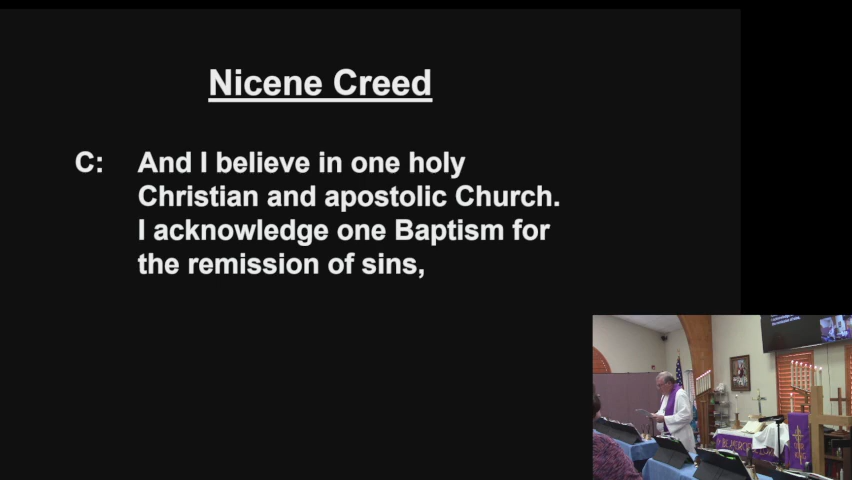 Nicene Creed
C: And I believe in one holy
Christian and apostolic Church.
I acknowledge one Baptism for
the remission of sins,